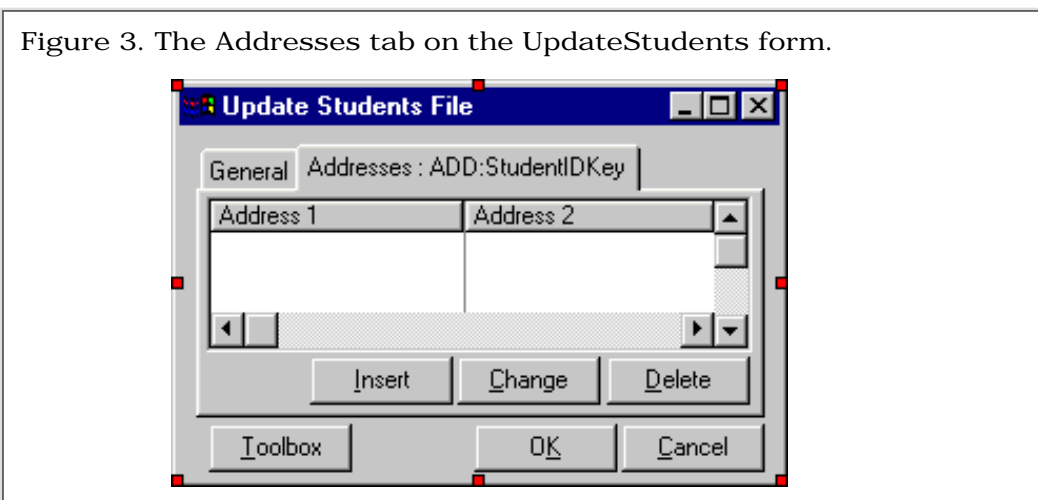 Figure 3. The Addresses tab on the UpdateStudents form.
Update Students File
General Addresses : ADD:StudentIDKey
Address 1 Address 2
Insert Change Delete
Toolbox OK Cancel